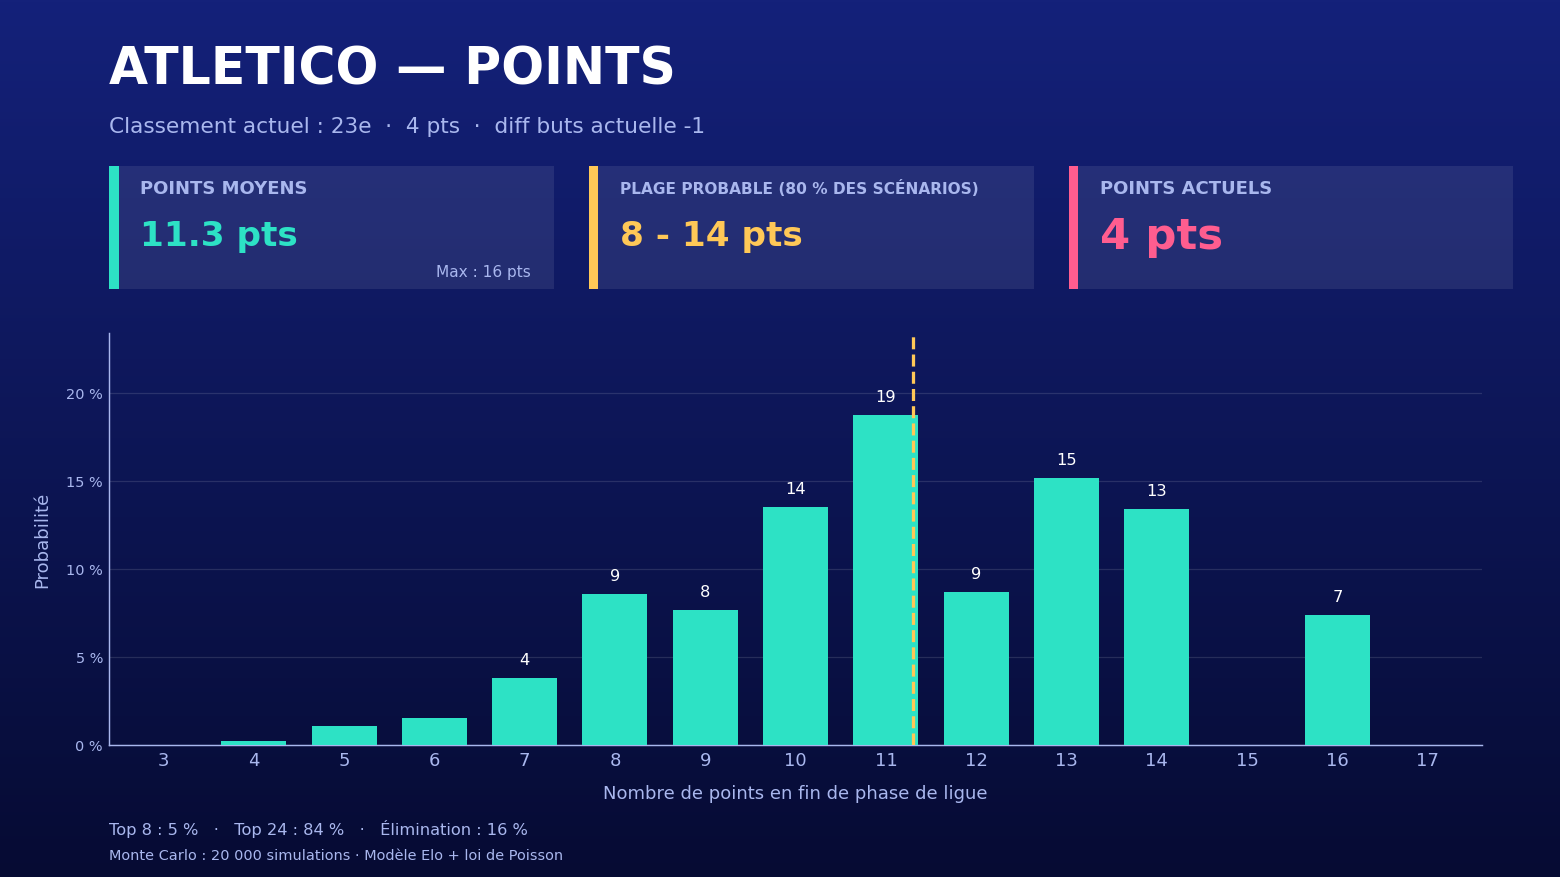 ATLETICO — POINTS
Classement actuel : 23e · 4 pts · diff buts actuelle -1
POINTS MOYENS
11.3 pts
Max : 16 pts
PLAGE PROBABLE (80 % DES SCÉNARIOS)
8 - 14 pts
POINTS ACTUELS
4 pts
Probabilité
20 %
15 %
10 %
5 %
0 %
4
9
8
14
19
9
15
13
7
3 4 5 6 7 8 9 10 11 12 13 14 15 16 17
Nombre de points en fin de phase de ligue
Top 8 : 5 % · Top 24 : 84 % · Élimination : 16 %
Monte Carlo : 20 000 simulations · Modèle Elo + loi de Poisson